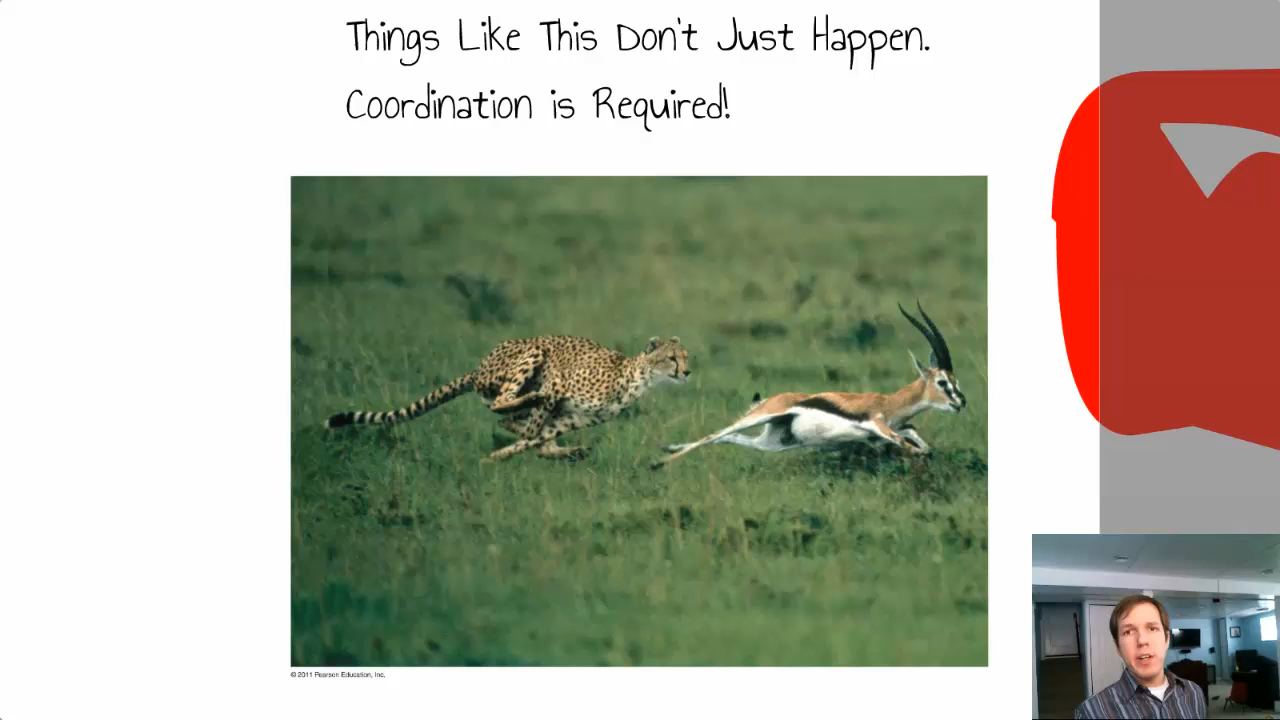 Things Like This Don't Just Happen.
Coordination is Required!
© 2011 Pearson Education, Inc.